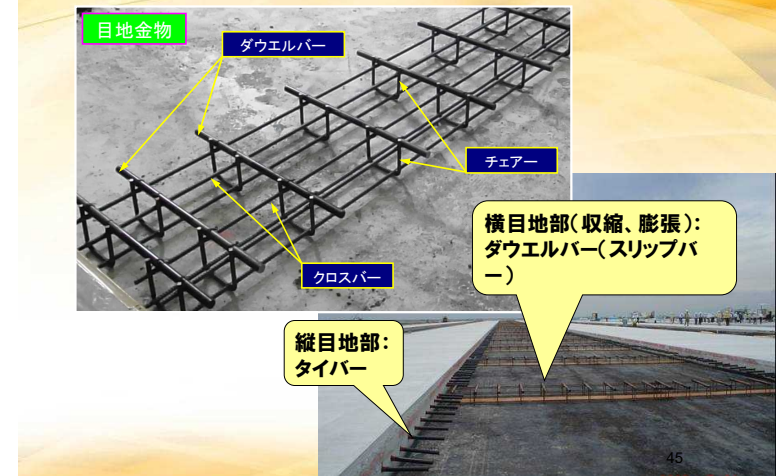 目地金物
ダウエルバー
チェアー
クロスバー
横目地部(収縮、膨張):
ダウエルバー(スリップバ
ー)
縦目地部:
タイバー
45